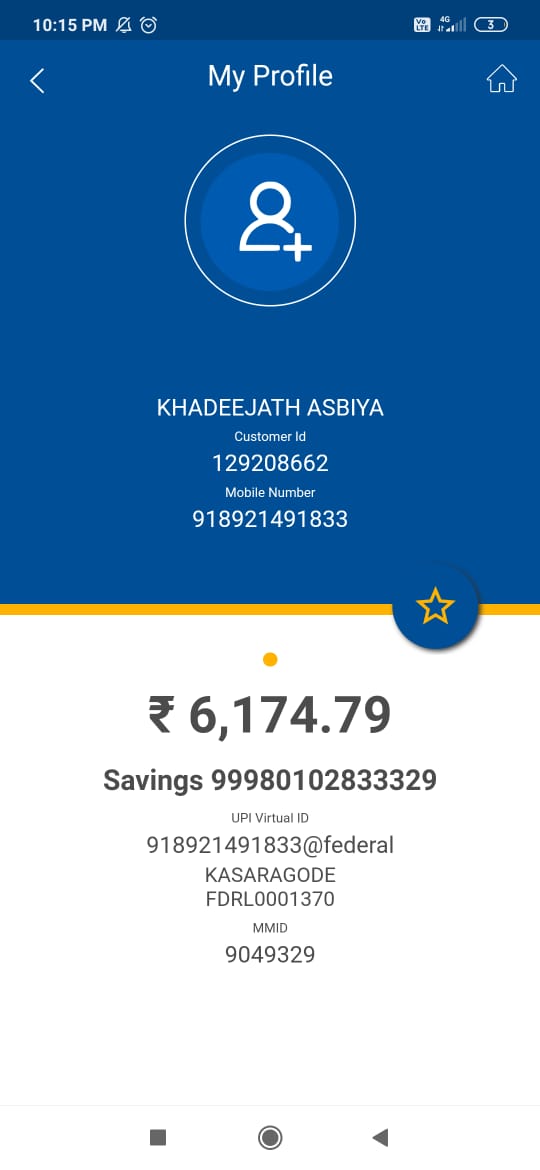 10:15 PM
Vo LTE 4G 3
My Profile
KHADEEJATH ASBIYA
Customer Id
129208662
Mobile Number
918921491833
₹ 6,174.79
Savings 99980102833329
UPI Virtual ID
918921491833@federal
KASARAGODE
FDRL0001370
MMID
9049329